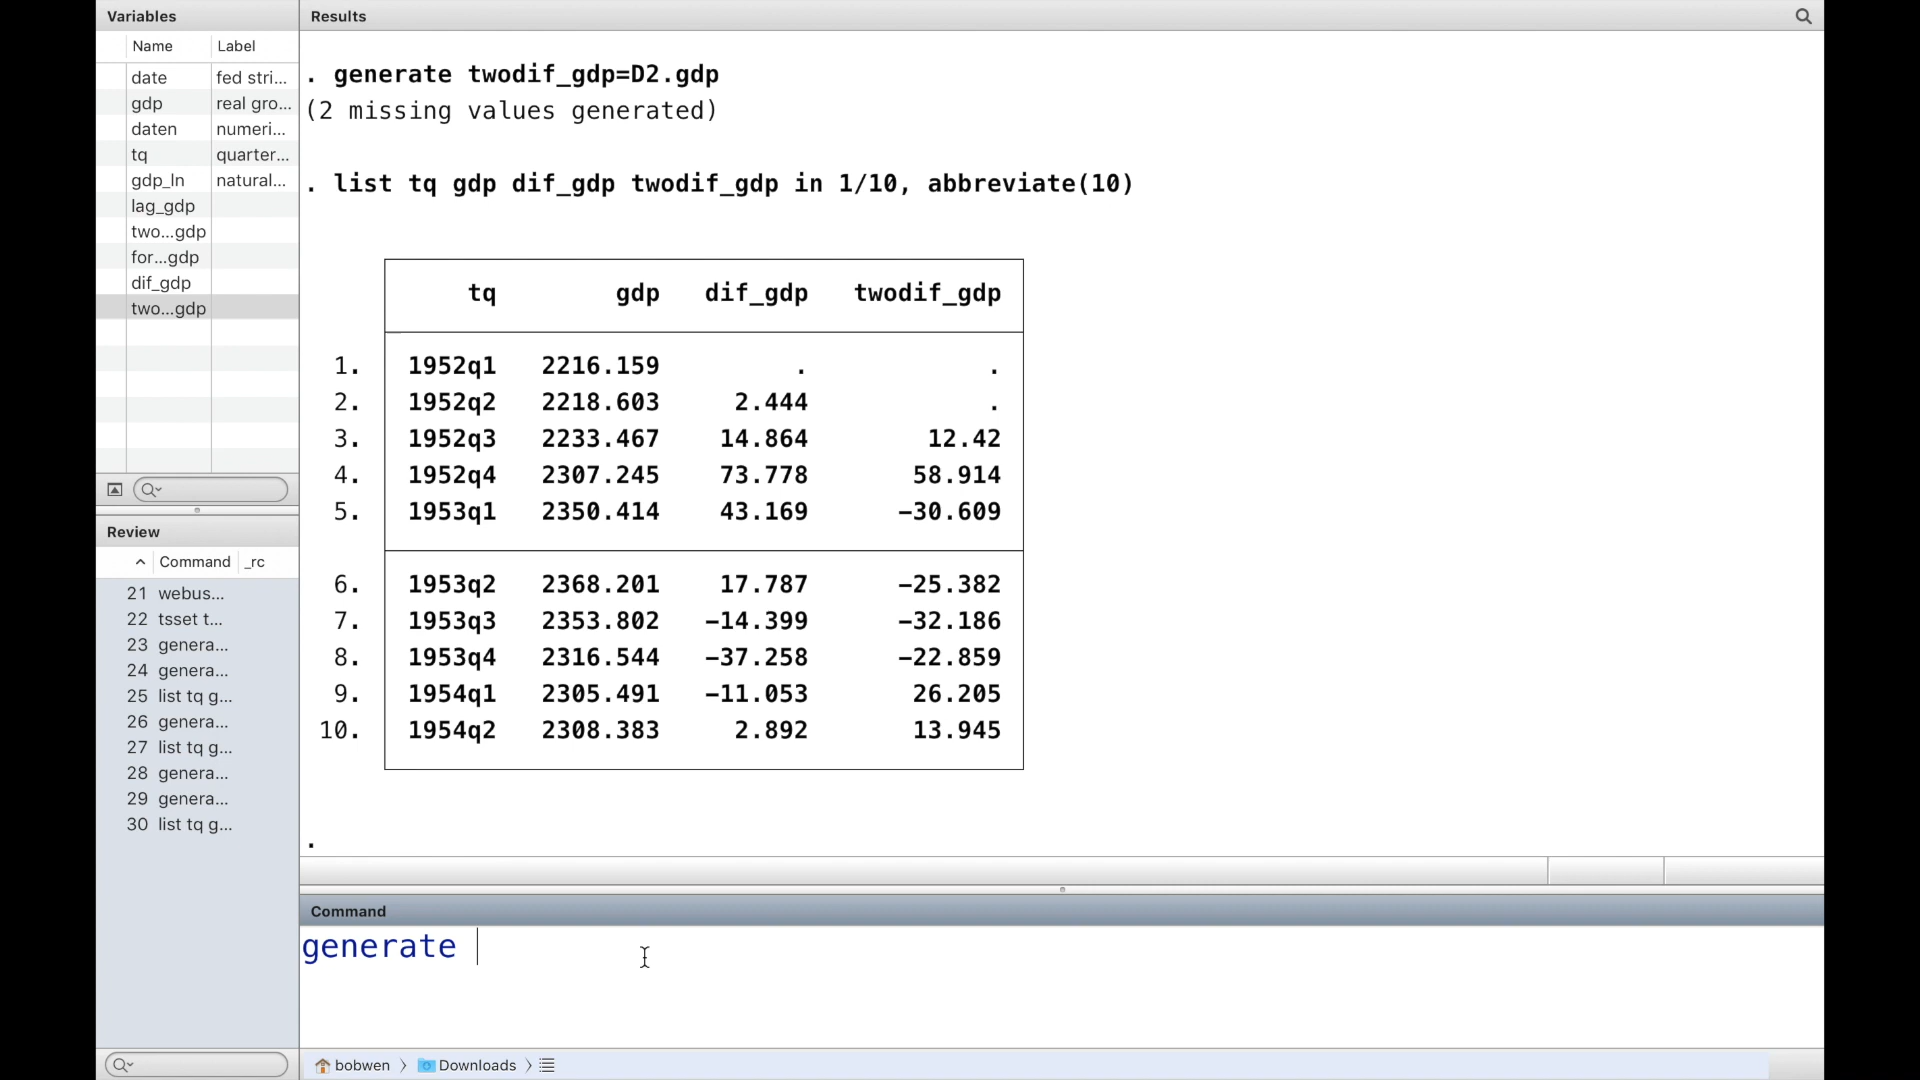 Variables
Name Label
date fed stri...
gdp real gro...
daten numeri...
tq quarter...
gdp_ln natural...
lag_gdp
two...gdp
for...gdp
dif_gdp
two...gdp
Review
Command _rc
21 webus...
22 tsset t...
23 genera...
24 genera...
25 list tq g...
26 genera...
27 list tq g...
28 genera...
29 genera...
30 list tq g...
Results
. generate twodif_gdp=D2.gdp
(2 missing values generated)
. list tq gdp dif_gdp twodif_gdp in 1/10, abbreviate(10)
tq gdp dif_gdp twodif_gdp
1. 1952q1 2216.159 . .
2. 1952q2 2218.603 2.444 .
3. 1952q3 2233.467 14.864 12.42
4. 1952q4 2307.245 73.778 58.914
5. 1953q1 2350.414 43.169 -30.609
6. 1953q2 2368.201 17.787 -25.382
7. 1953q3 2353.802 -14.399 -32.186
8. 1953q4 2316.544 -37.258 -22.859
9. 1954q1 2305.491 -11.053 26.205
10. 1954q2 2308.383 2.892 13.945
.
Command
generate
bobwen Downloads